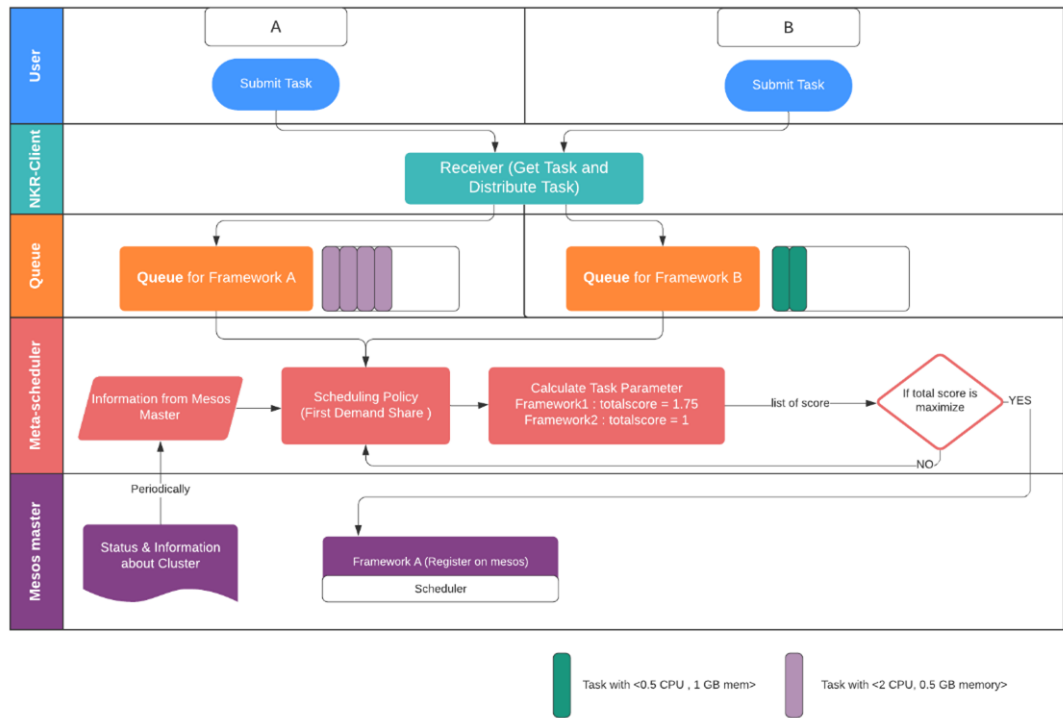 A
B
User
Submit Task
Submit Task
NKR-Client
Receiver (Get Task and
Distribute Task)
Queue
Queue for Framework A
Queue for Framework B
Meta-scheduler
Information from Mesos
Master
Scheduling Policy
(First Demand Share )
Calculate Task Parameter
Framework1 : totalscore = 1.75
Framework2 : totalscore = 1
list of score
If total score is
maximize
YES
NO
Mesos master
Periodically
Status & Information
about Cluster
Framework A (Register on mesos)
Scheduler
Task with <0.5 CPU , 1 GB mem>
Task with <2 CPU, 0.5 GB memory>